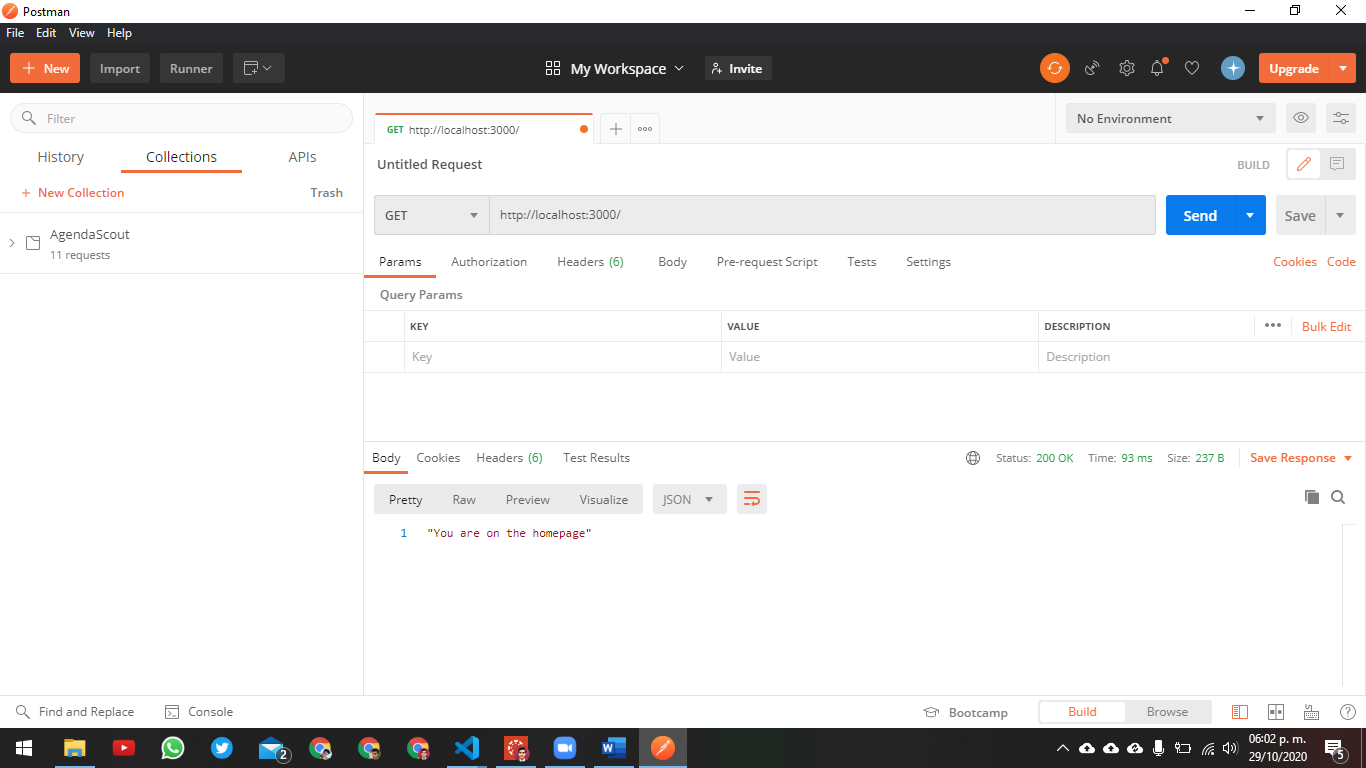 Postman
File Edit View Help
New Import Runner My Workspace Invite Upgrade
Filter
History Collections APIs
New Collection Trash
AgendaScout
11 requests
GET http://localhost:3000/
No Environment
Untitled Request BUILD
GET http://localhost:3000/ Send Save
Params Authorization Headers (6) Body Pre-request Script Tests Settings Cookies Code
Query Params
KEY VALUE DESCRIPTION Bulk Edit
Key Value Description
Body Cookies Headers (6) Test Results Status: 200 OK Time: 93 ms Size: 237 B Save Response
Pretty Raw Preview Visualize JSON
1 "You are on the homepage"
Find and Replace Console Bootcamp Build Browse
2
06:02 p. m.
29/10/2020
5